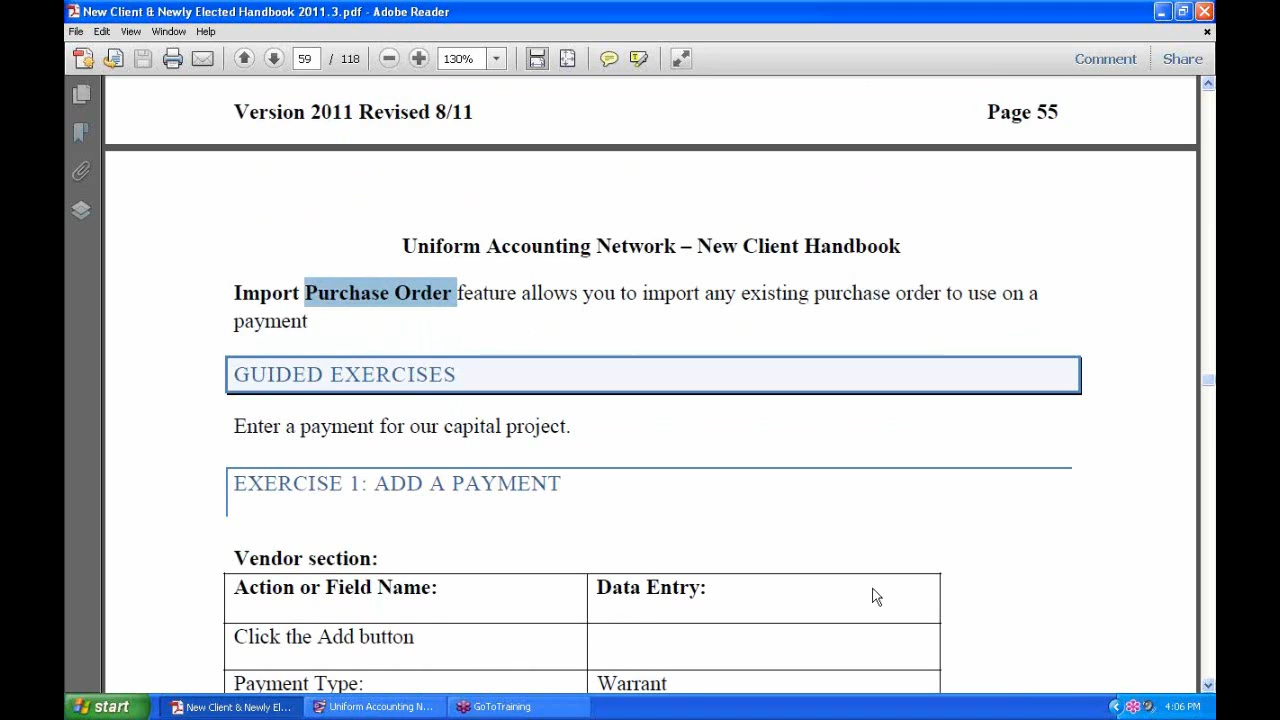 New Client & Newly Elected Handbook 2011.3.pdf - Adobe Reader
File Edit View Window Help
59 / 118 130% Comment Share
Version 2011 Revised 8/11 Page 55
Uniform Accounting Network – New Client Handbook
Import Purchase Order feature allows you to import any existing purchase order to use on a
payment
GUIDED EXERCISES
Enter a payment for our capital project.
EXERCISE 1: ADD A PAYMENT
Vendor section:
Action or Field Name: Data Entry:
Click the Add button
Payment Type: Warrant
start New Client & Newly El... Uniform Accounting N... GoToTraining 4:06 PM